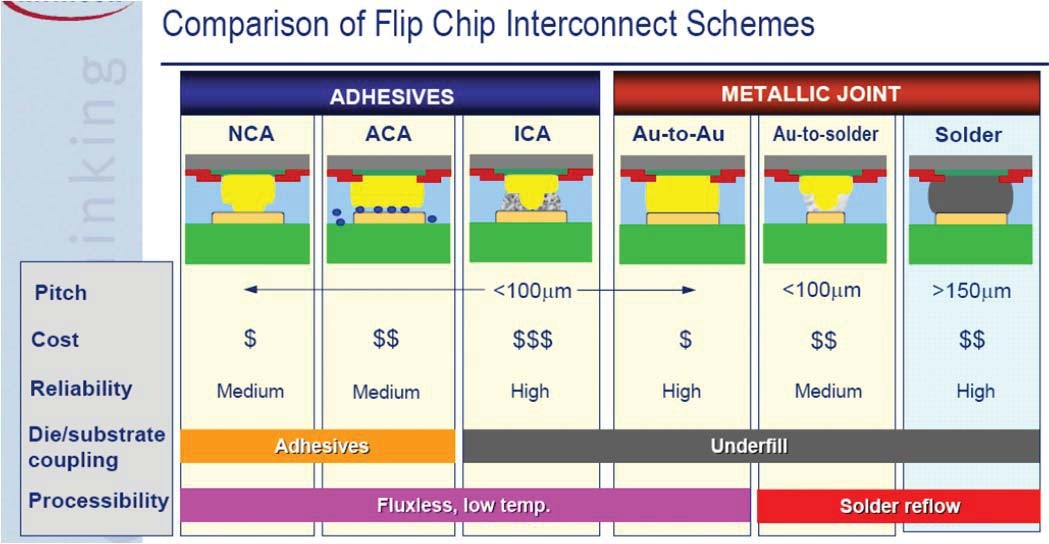 Comparison of Flip Chip Interconnect Schemes
ADHESIVES METALLIC JOINT
NCA ACA ICA Au-to-Au Au-to-solder Solder
Pitch <100μm <100μm >150μm
Cost $ $$ $$$ $ $$ $$
Reliability Medium Medium High High Medium High
Die/substrate
coupling Adhesives Underfill
Processibility Fluxless, low temp. Solder reflow
inking